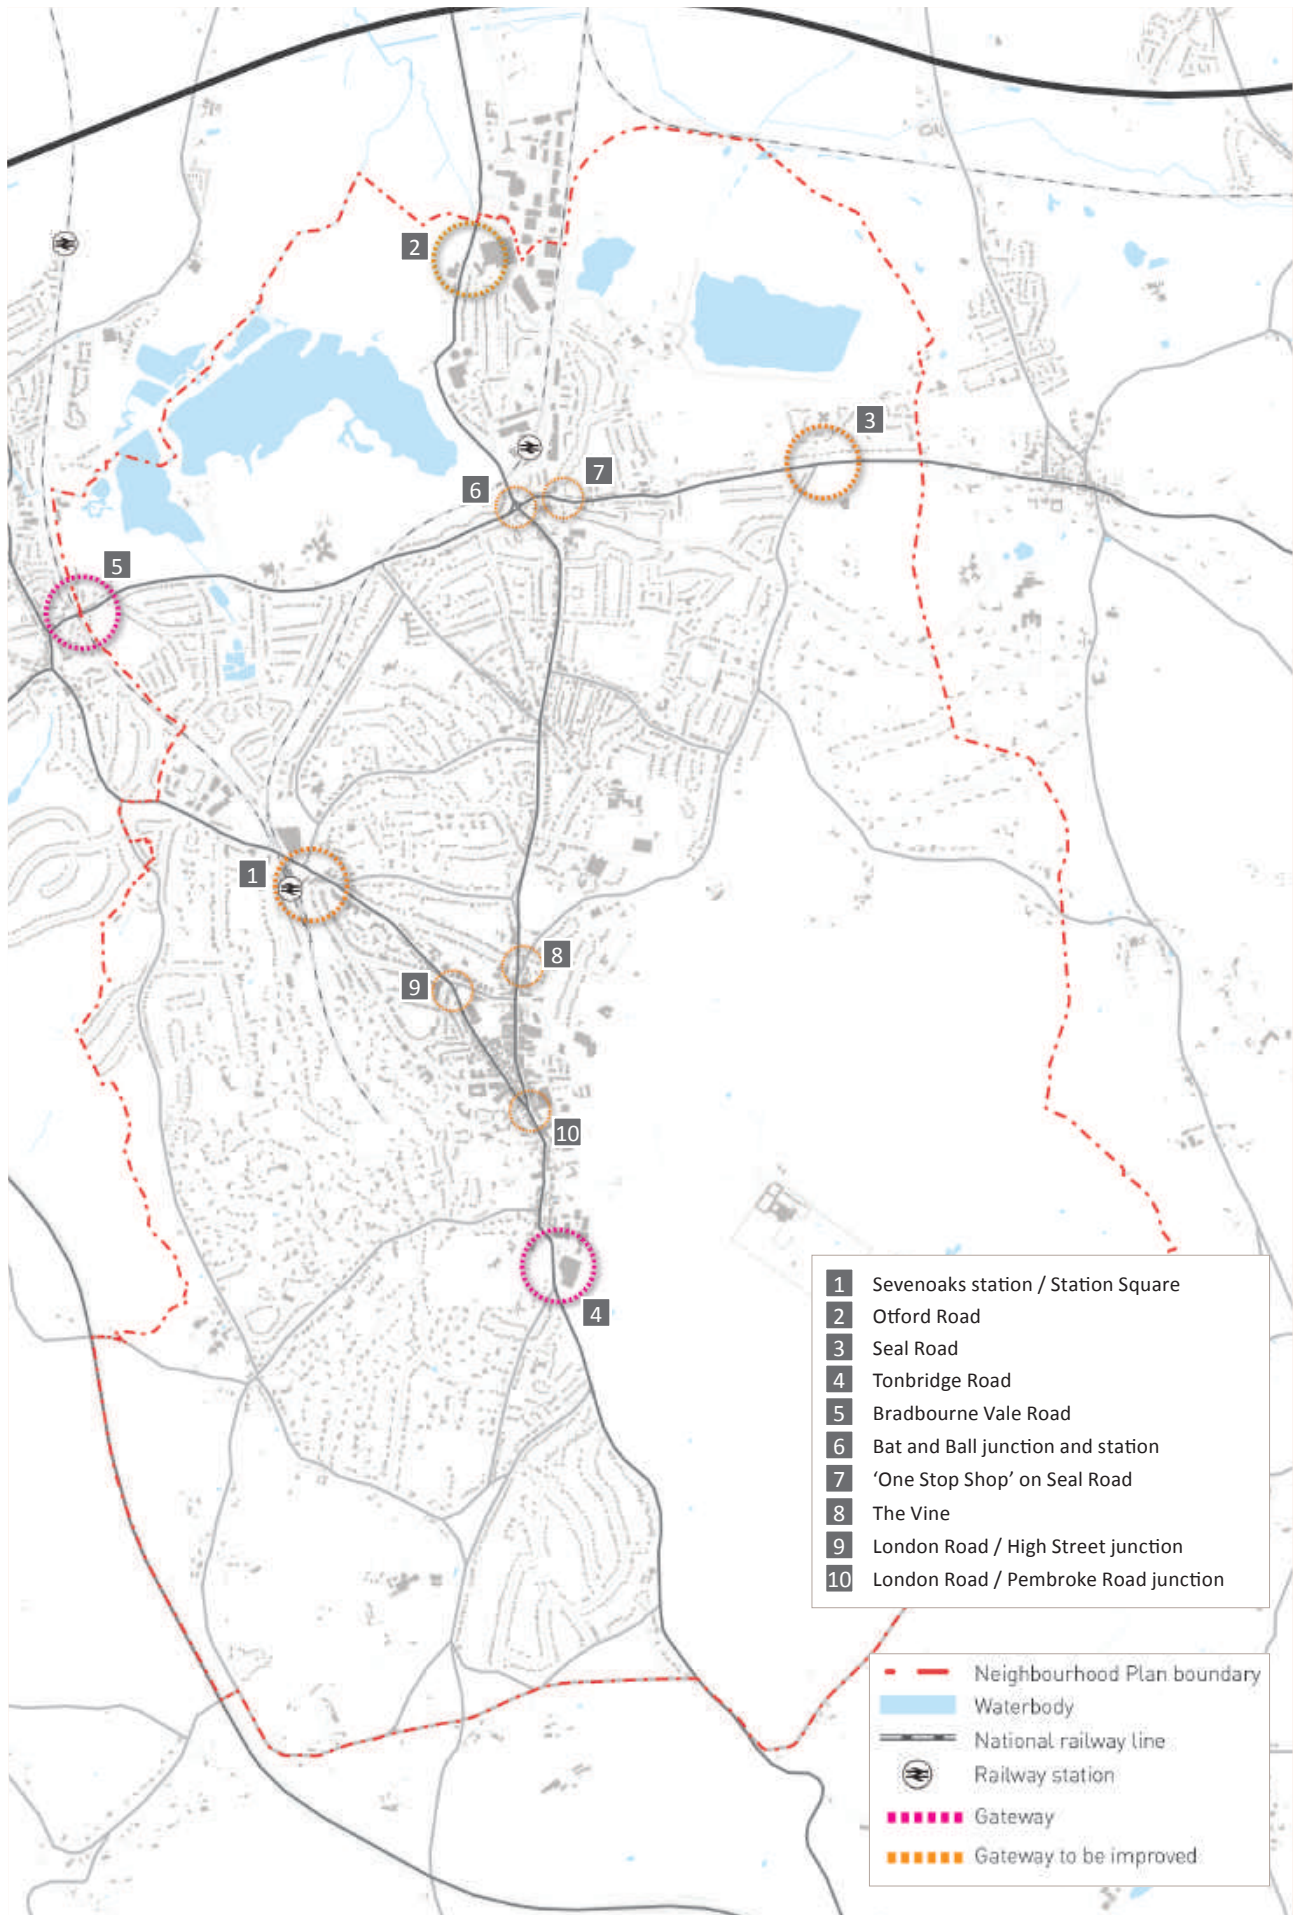 2
3
7
6
5
1
8
9
10
4
1 Sevenoaks station / Station Square
2 Otford Road
3 Seal Road
4 Tonbridge Road
5 Bradbourne Vale Road
6 Bat and Ball junction and station
7 ‘One Stop Shop’ on Seal Road
8 The Vine
9 London Road / High Street junction
10 London Road / Pembroke Road junction
Neighbourhood Plan boundary
Waterbody
National railway line
Railway station
Gateway
Gateway to be improved